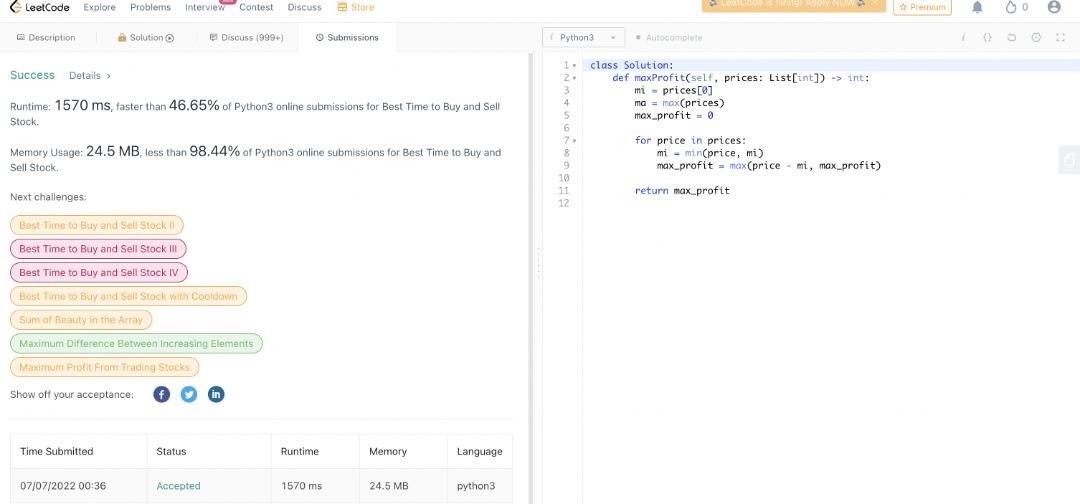 LeetCode Explore Problems Interview New Contest Discuss Store
LeetCode is hiring! Apply NOW Premium 0
Description Solution Discuss (999+) Submissions
Python3 Autocomplete i {}
Success Details >
Runtime: 1570 ms, faster than 46.65% of Python3 online submissions for Best Time to Buy and Sell
Stock.
Memory Usage: 24.5 MB, less than 98.44% of Python3 online submissions for Best Time to Buy and
Sell Stock.
Next challenges:
Best Time to Buy and Sell Stock II
Best Time to Buy and Sell Stock III
Best Time to Buy and Sell Stock IV
Best Time to Buy and Sell Stock with Cooldown
Sum of Beauty in the Array
Maximum Difference Between Increasing Elements
Maximum Profit From Trading Stocks
Show off your acceptance: f in
Time Submitted Status Runtime Memory Language
07/07/2022 00:36 Accepted 1570 ms 24.5 MB python3
1 class Solution:
2 def maxProfit(self, prices: List[int]) -> int:
3 mi = prices[0]
4 ma = max(prices)
5 max_profit = 0
6
7 for price in prices:
8 mi = min(price, mi)
9 max_profit = max(price - mi, max_profit)
10
11 return max_profit
12